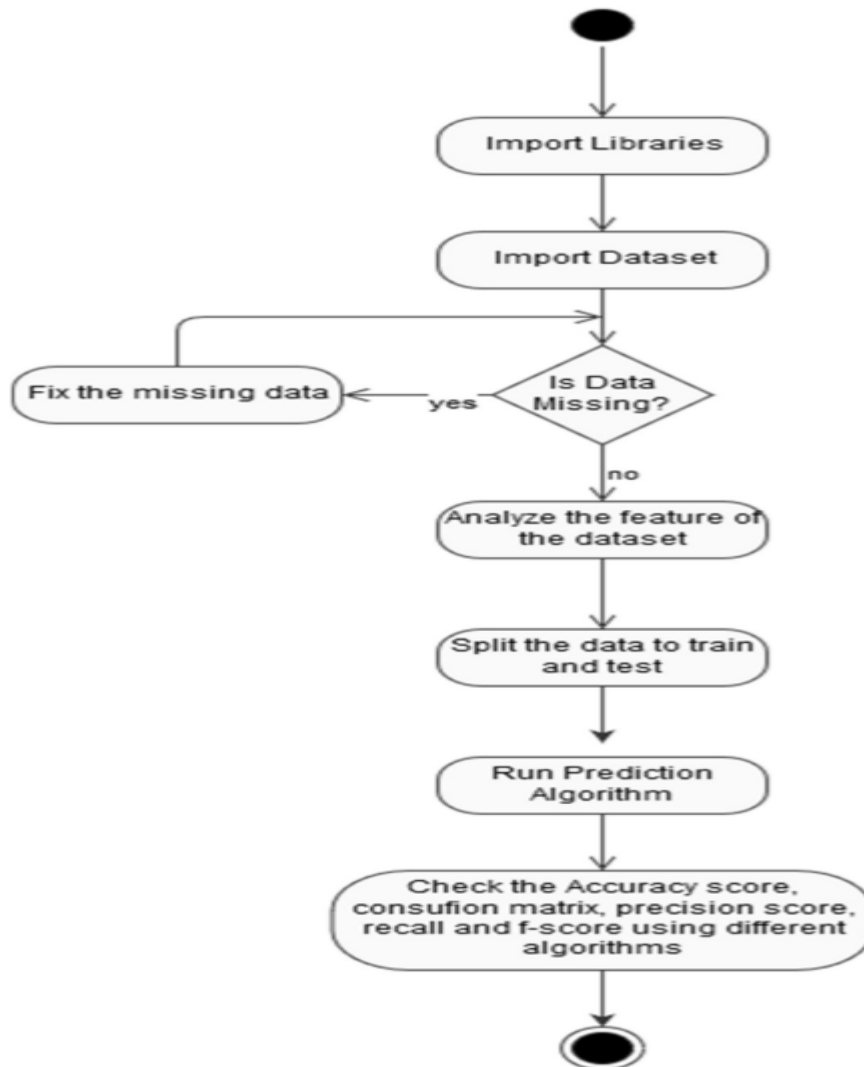 Import Libraries
Import Dataset
Is Data
Missing?
yes
Fix the missing data
no
Analyze the feature of
the dataset
Split the data to train
and test
Run Prediction
Algorithm
Check the Accuracy score,
consufion matrix, precision score,
recall and f-score using different
algorithms